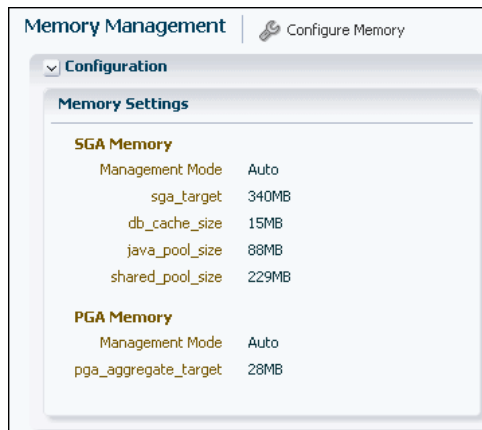 Memory Management Configure Memory
Configuration
Memory Settings
SGA Memory
Management Mode Auto
sga_target 340MB
db_cache_size 15MB
java_pool_size 88MB
shared_pool_size 229MB
PGA Memory
Management Mode Auto
pga_aggregate_target 28MB